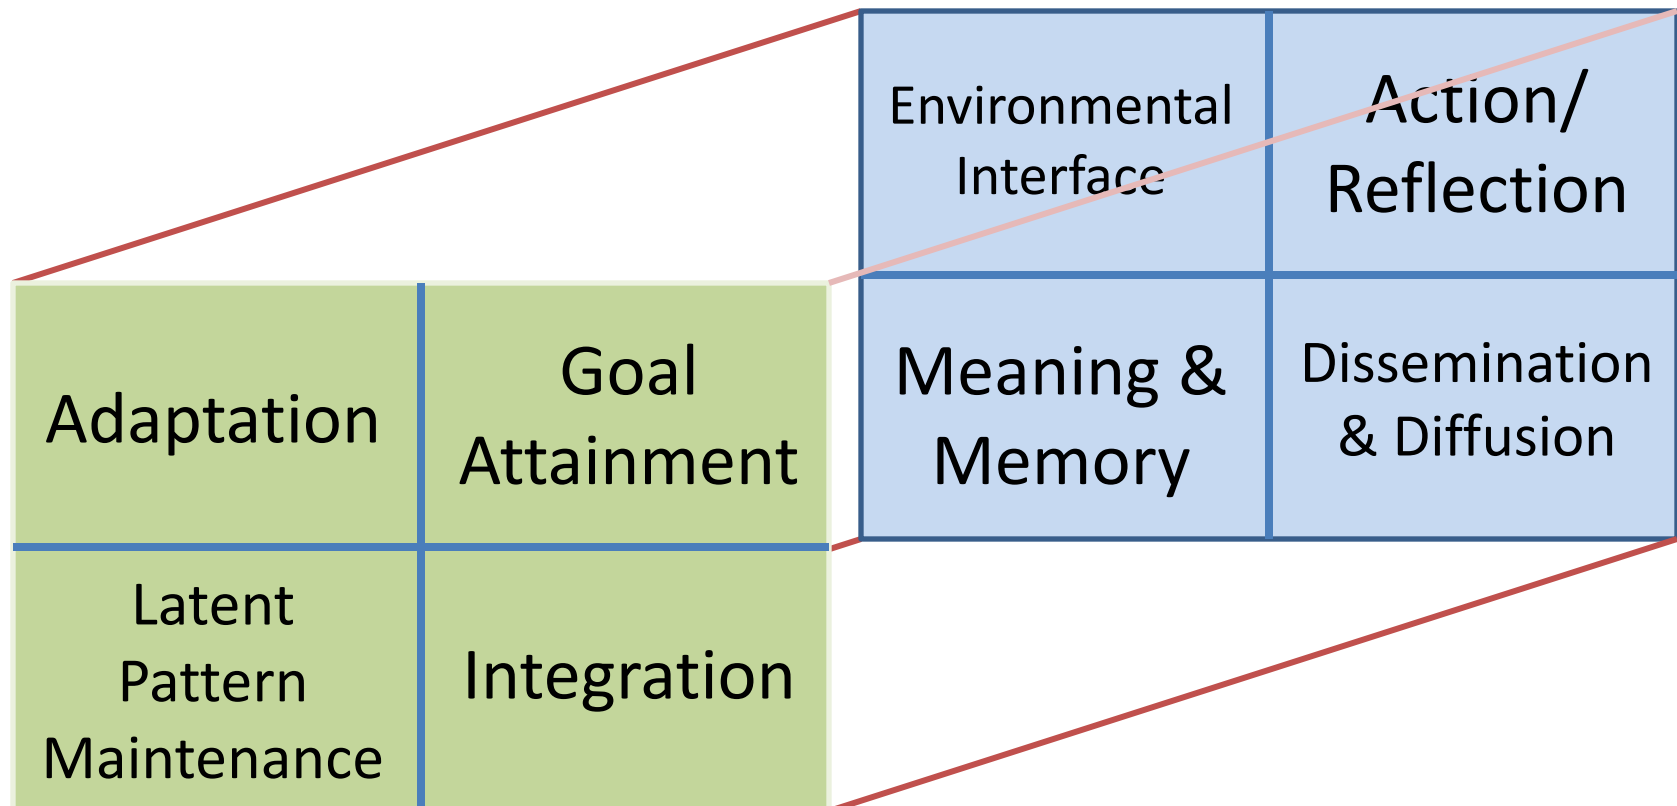 Environmental
Interface
Action/
Reflection
Meaning &
Memory
Dissemination
& Diffusion
Adaptation
Goal
Attainment
Latent
Pattern
Maintenance
Integration